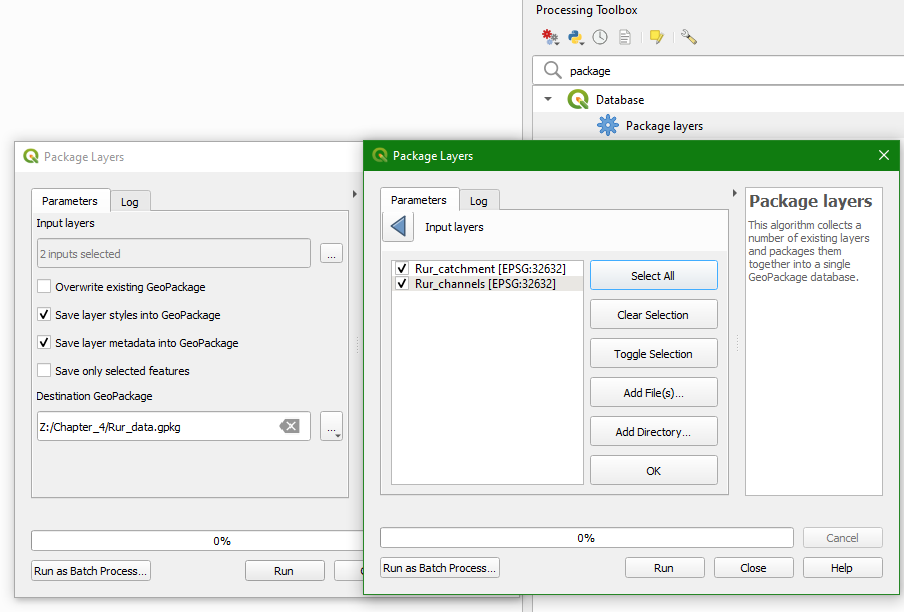 Processing Toolbox
package
Database
Package layers
Package Layers
Parameters
Log
Input layers
2 inputs selected
...
Overwrite existing GeoPackage
Save layer styles into GeoPackage
Save layer metadata into GeoPackage
Save only selected features
Destination GeoPackage
Z:/Chapter_4/Rur_data.gpkg
...
0%
Run as Batch Process...
Run
Package Layers
Parameters
Log
Input layers
Rur_catchment [EPSG:32632]
Rur_channels [EPSG:32632]
Select All
Clear Selection
Toggle Selection
Add File(s)...
Add Directory...
OK
Package layers
This algorithm collects a
number of existing layers
and packages them
together into a single
GeoPackage database.
0%
Cancel
Run as Batch Process...
Run
Close
Help